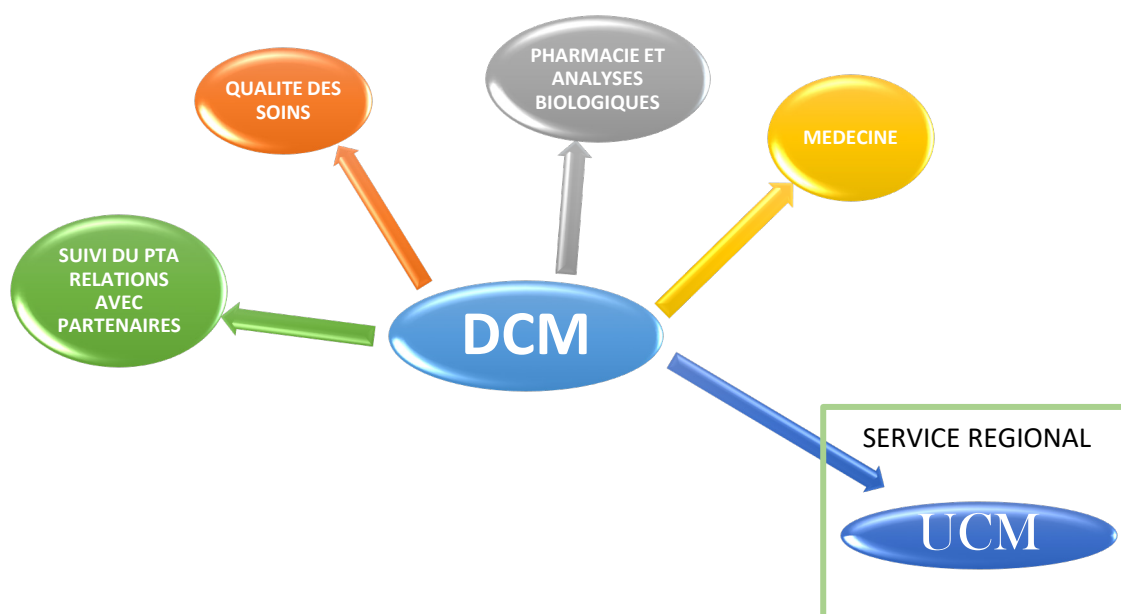 QUALITE DES
SOINS
PHARMACIE ET
ANALYSES
BIOLOGIQUES
MEDECINE
SUIVI DU PTA
RELATIONS
AVEC
PARTENAIRES
DCM
SERVICE REGIONAL
UCM